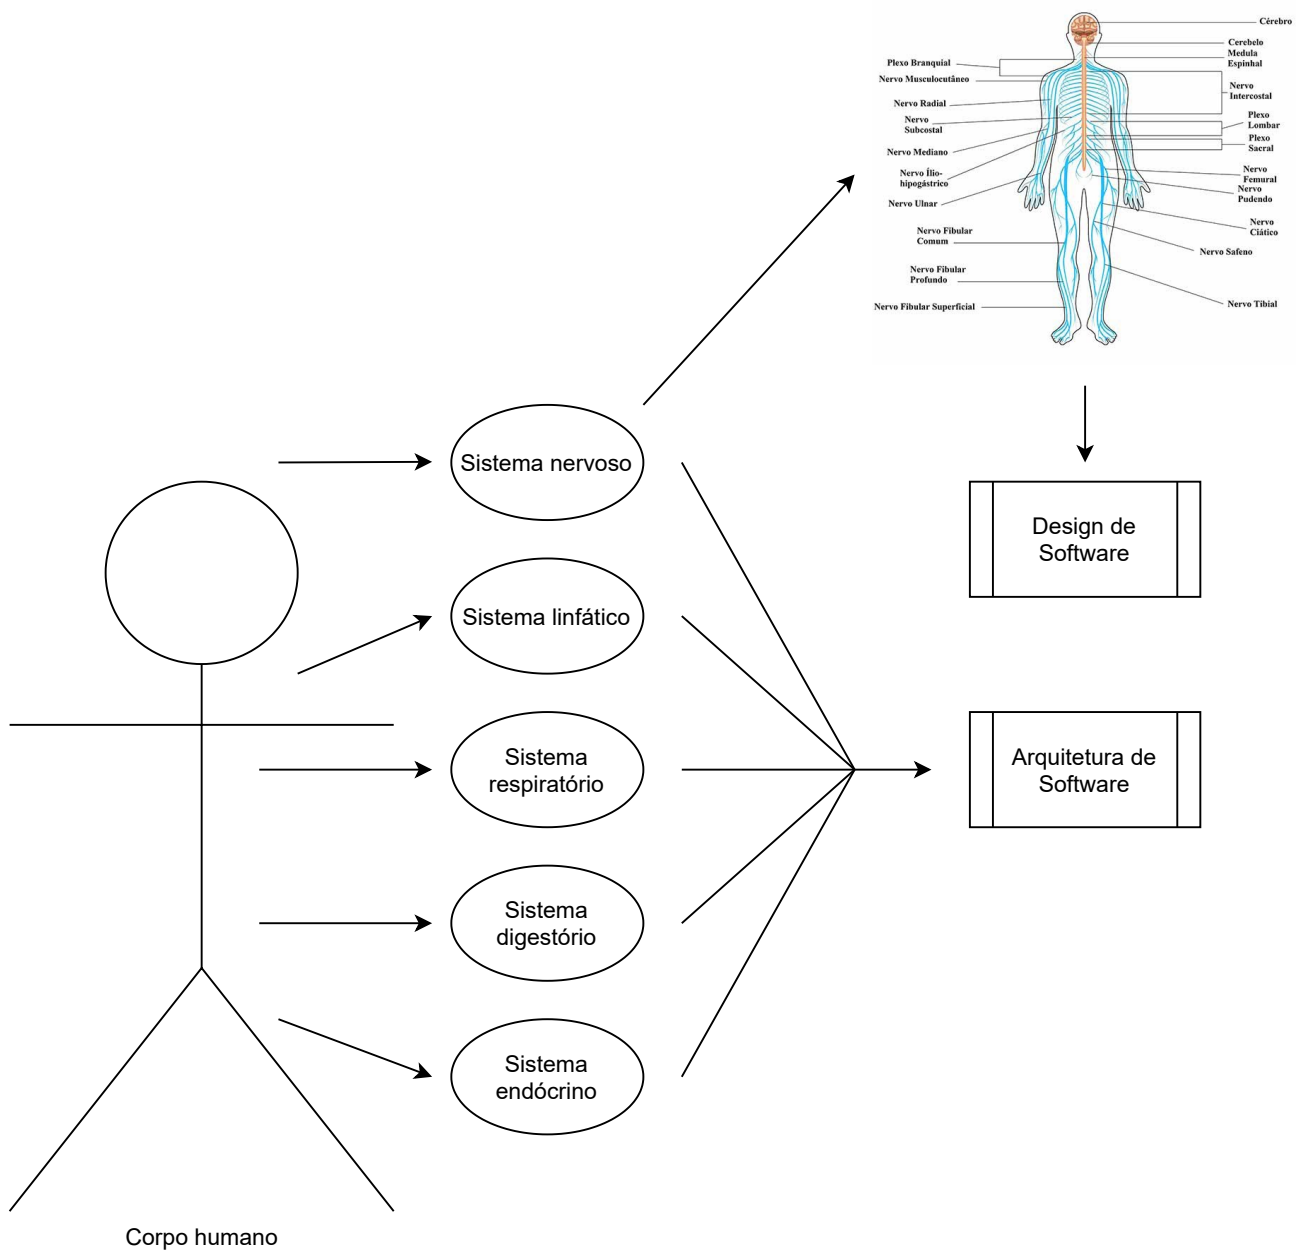 Cérebro
Cerebelo
Medula
Espinhal
Plexo Branquial
Nervo Musculocutâneo
Nervo
Intercostal
Nervo Radial
Nervo
Subcostal
Plexo
Lombar
Plexo
Sacral
Nervo Mediano
Nervo Ílio-
hipogástrico
Nervo
Femural
Nervo
Pudendo
Nervo Ulnar
Nervo
Ciático
Nervo Fibular
Comum
Nervo Safeno
Nervo Fibular
Profundo
Nervo Fibular Superficial
Nervo Tibial
Sistema nervoso
Design de
Software
Sistema linfático
Sistema
respiratório
Arquitetura de
Software
Sistema
digestório
Sistema
endócrino
Corpo humano